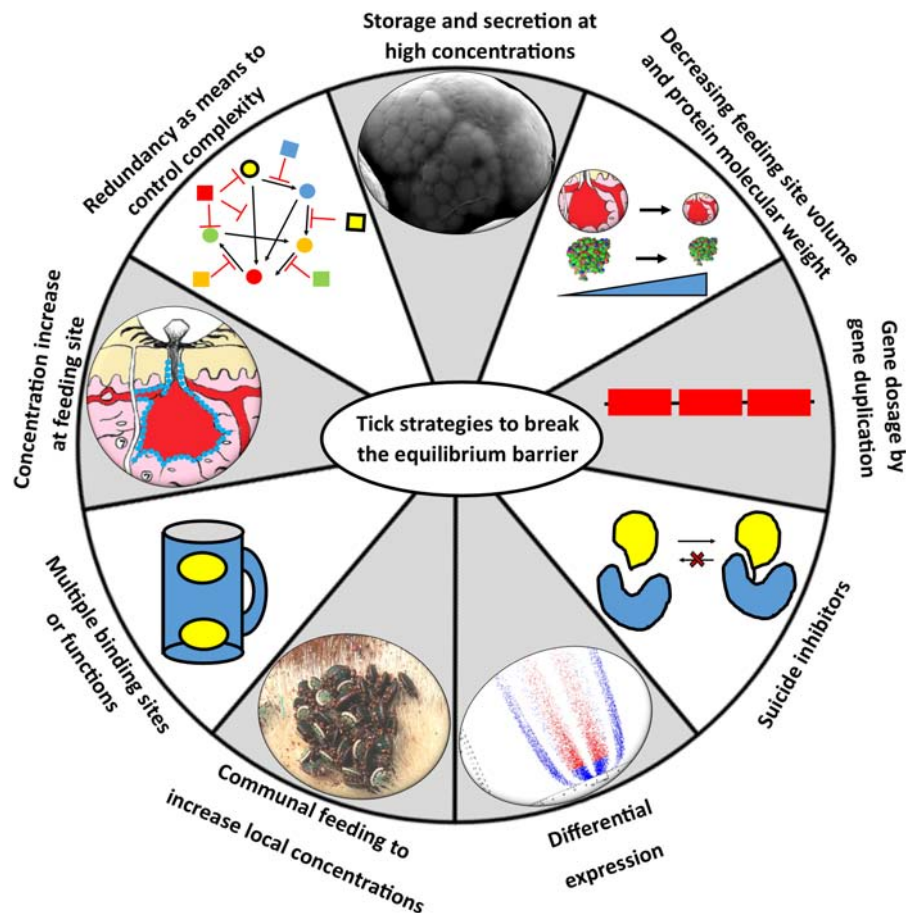 Storage and secretion at
high concentrations
Decreasing feeding site volume
and protein molecular weight
Gene dosage by
gene duplication
Suicide inhibitors
Differential
expression
Communal feeding to
increase local concentrations
Multiple binding sites
or functions
Concentration increase
at feeding site
Redundancy as means to
control complexity
Tick strategies to break
the equilibrium barrier